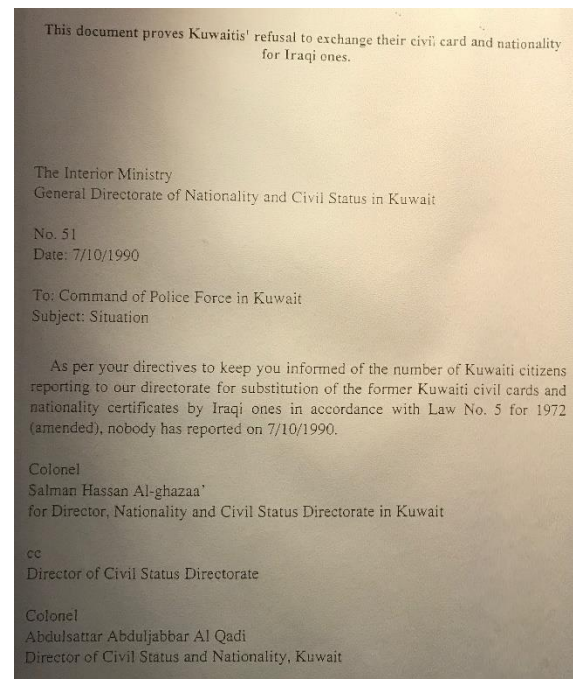 This document proves Kuwaitis' refusal to exchange their civil card and nationality
for Iraqi ones.
The Interior Ministry
General Directorate of Nationality and Civil Status in Kuwait
No. 51
Date: 7/10/1990
To: Command of Police Force in Kuwait
Subject: Situation
As per your directives to keep you informed of the number of Kuwaiti citizens
reporting to our directorate for substitution of the former Kuwaiti civil cards and
nationality certificates by Iraqi ones in accordance with Law No. 5 for 1972
(amended), nobody has reported on 7/10/1990.
Colonel
Salman Hassan Al-ghazaa'
for Director, Nationality and Civil Status Directorate in Kuwait
cc
Director of Civil Status Directorate
Colonel
Abdulsattar Abduljabbar Al Qadi
Director of Civil Status and Nationality, Kuwait